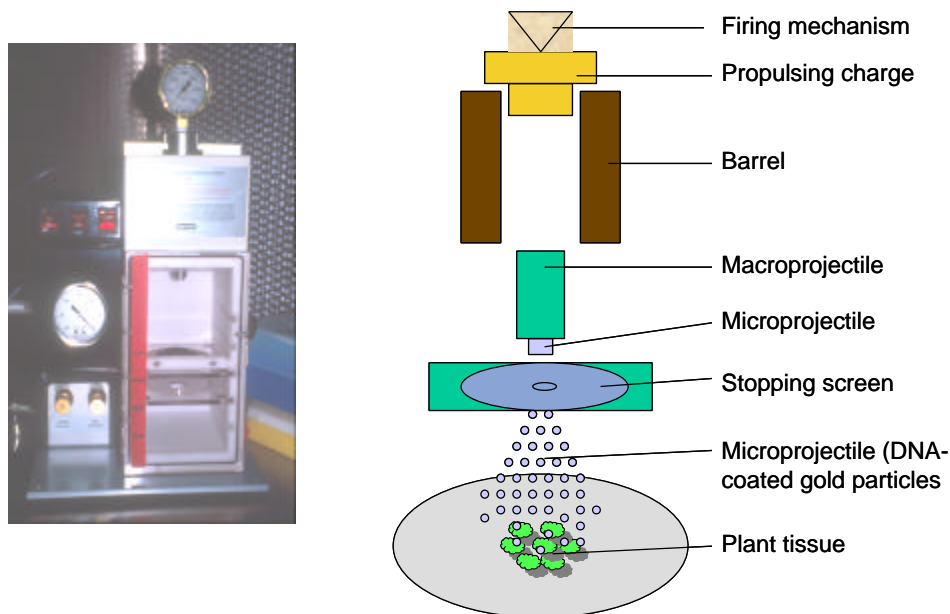 Firing mechanism
Propulsing charge
Barrel
Macroprojectile
Microprojectile
Stopping screen
Microprojectile (DNA-
coated gold particles
Plant tissue